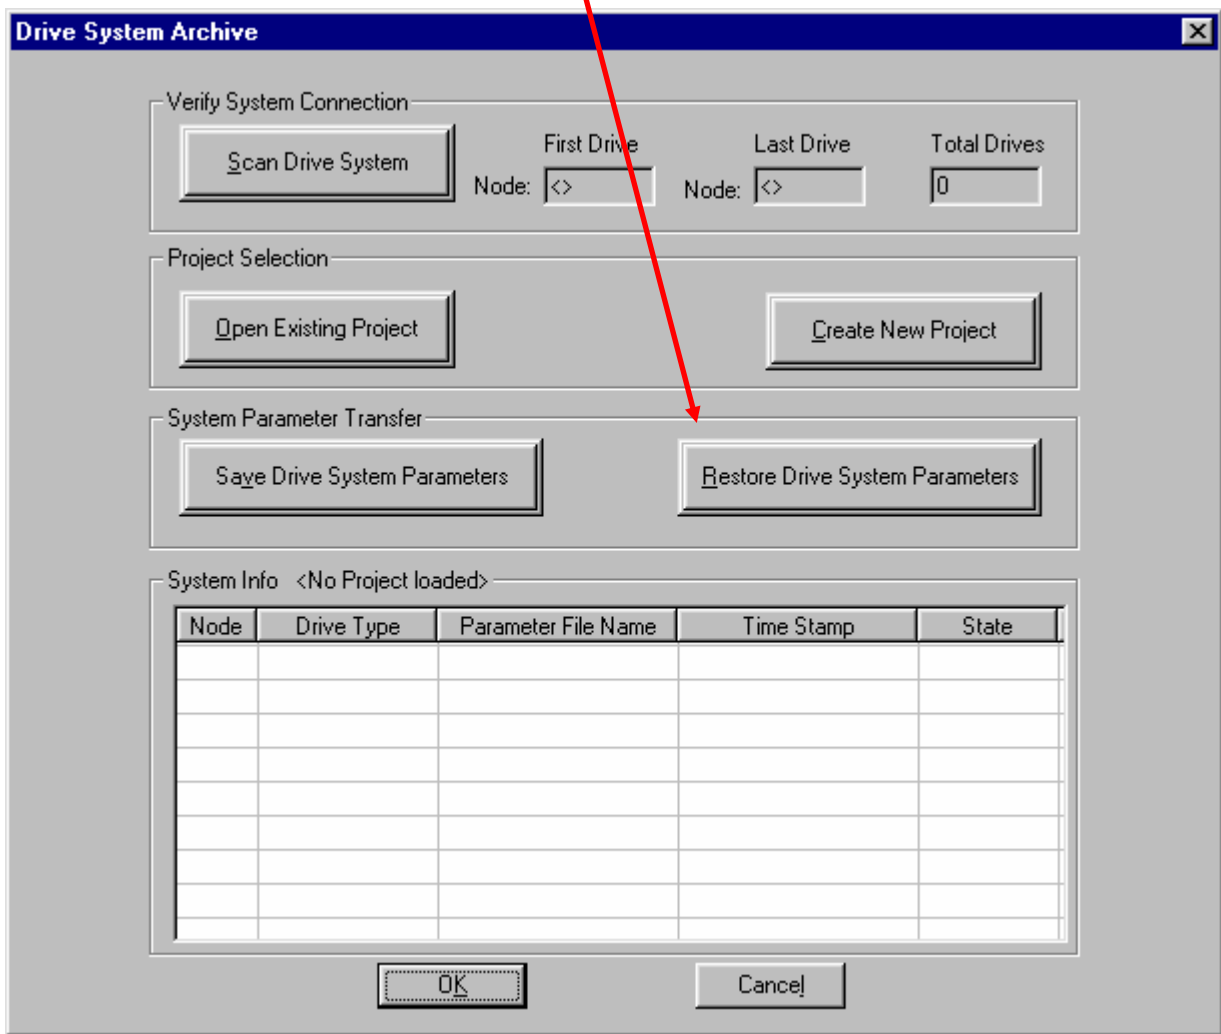 Drive System Archive
Verify System Connection
Scan Drive System
First Drive
Last Drive
Total Drives
Node: <>
Node: <>
0
Project Selection
Open Existing Project
Create New Project
System Parameter Transfer
Save Drive System Parameters
Restore Drive System Parameters
System Info <No Project loaded>
Node Drive Type Parameter File Name Time Stamp State
OK
Cancel